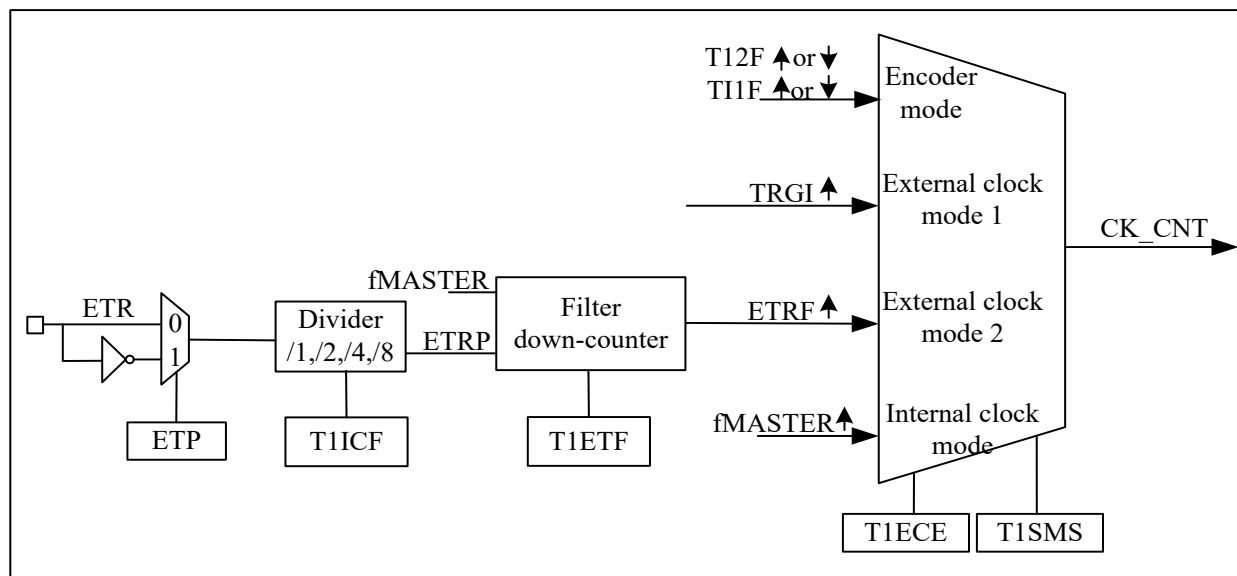 ETR
0
1
ETP
Divider
/1,/2,/4,/8
T1ICF
fMASTER
ETRP
Filter
down-counter
T1ETF
T12F ↑ or ↓
TI1F ↑ or ↓
TRGI ↑
ETRF ↑
fMASTER ↑
Encoder
mode
External clock
mode 1
External clock
mode 2
Internal clock
mode
T1ECE
T1SMS
CK_CNT